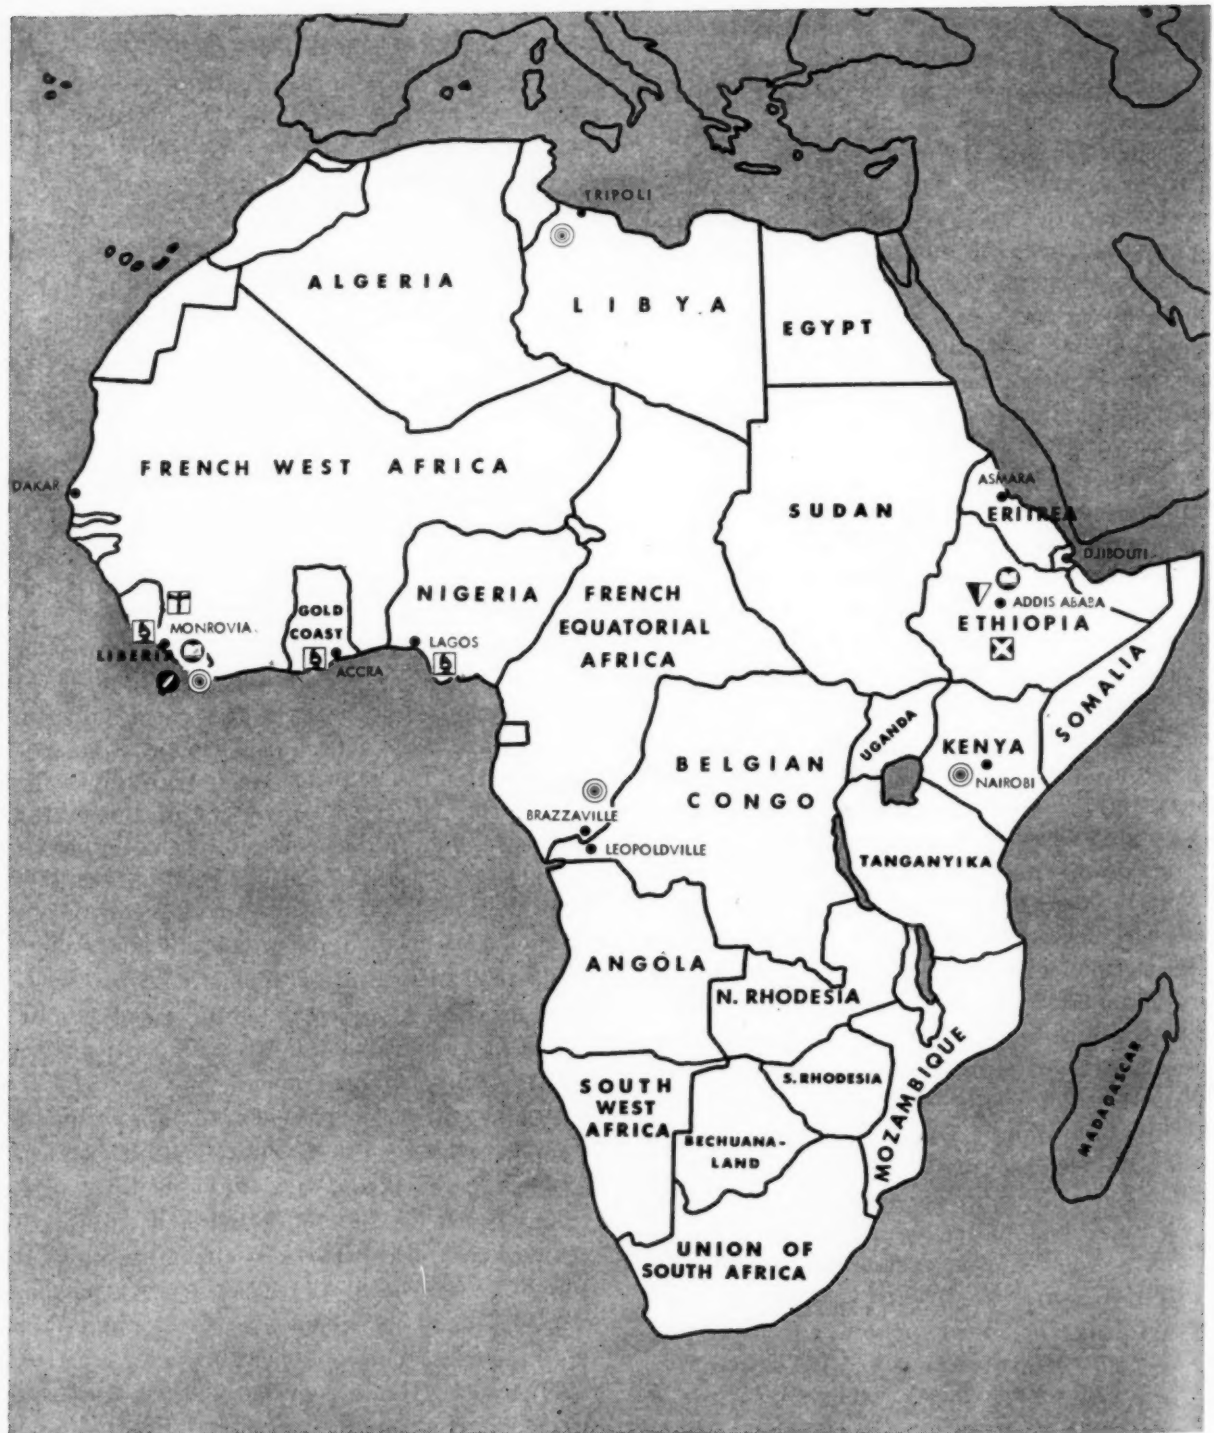 TRIPOLI
ALGERIA
LIBYA
EGYPT
FRENCH WEST AFRICA
DAKAR
ASMARA
ERITREA
SUDAN
DJIBOUTI
NIGERIA
FRENCH
EQUATORIAL
AFRICA
GOLD
COAST
ADDIS ABABA
ETHIOPIA
MONROVIA
LIBERIA
LAGOS
ACCRA
SOMALIA
UGANDA
KENYA
NAIROBI
BELGIAN
CONGO
BRAZZAVILLE
LEOPOLDVILLE
TANGANYIKA
ANGOLA
N. RHODESIA
MOZAMBIQUE
MADAGASCAR
S. RHODESIA
SOUTH
WEST
AFRICA
BECHUANA-
LAND
UNION OF
SOUTH AFRICA